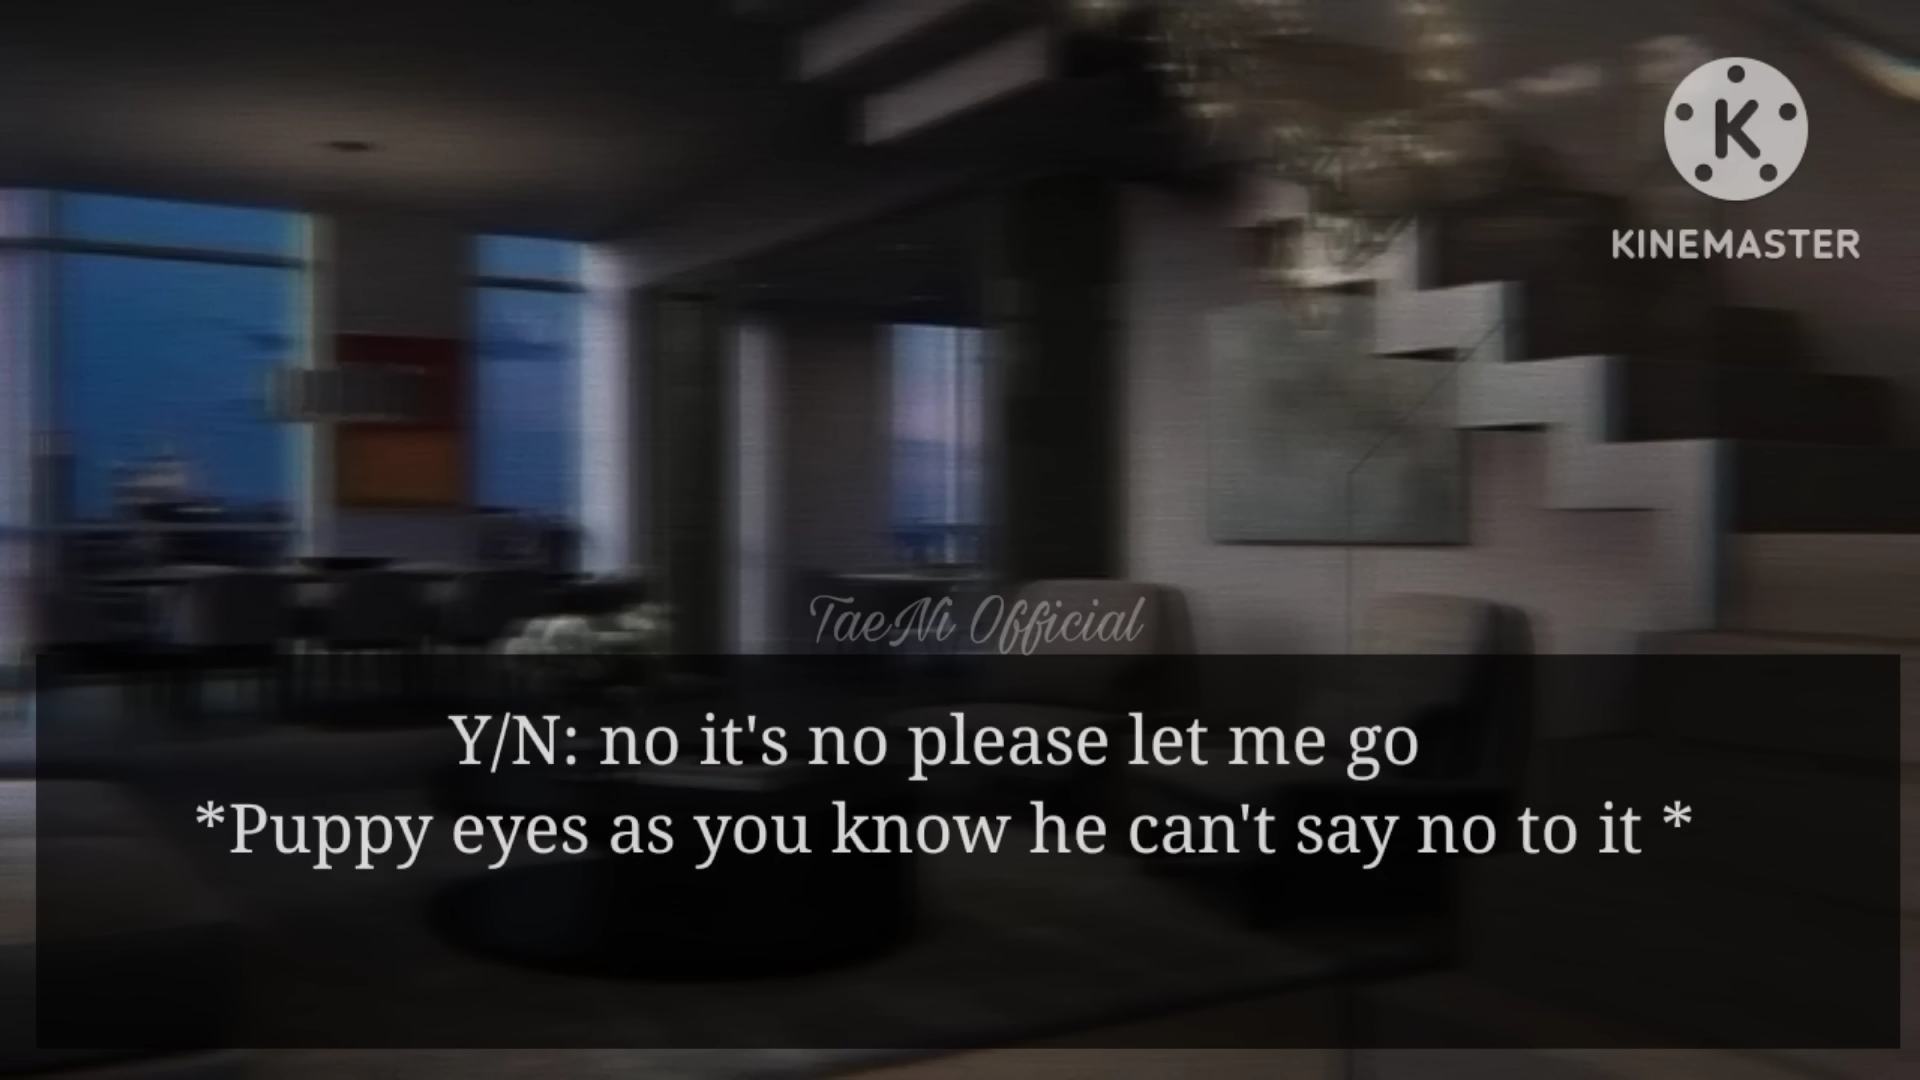 KINEMASTER
TaeNi Official
Y/N: no it's no please let me go
*Puppy eyes as you know he can't say no to it *